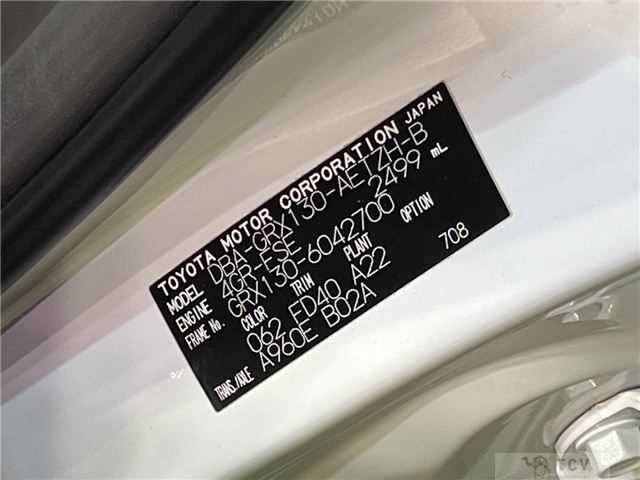 TOYOTA MOTOR CORPORATION JAPAN
MODEL DBA-GRX130-AETZH-B
ENGINE 4GR-FSE 2499 mL
FRAME No. GRX130-6042700
COLOR TRIM PLANT OPTION
062 FD40 A22 708
TRANS./AXLE A960E B02A
TCV